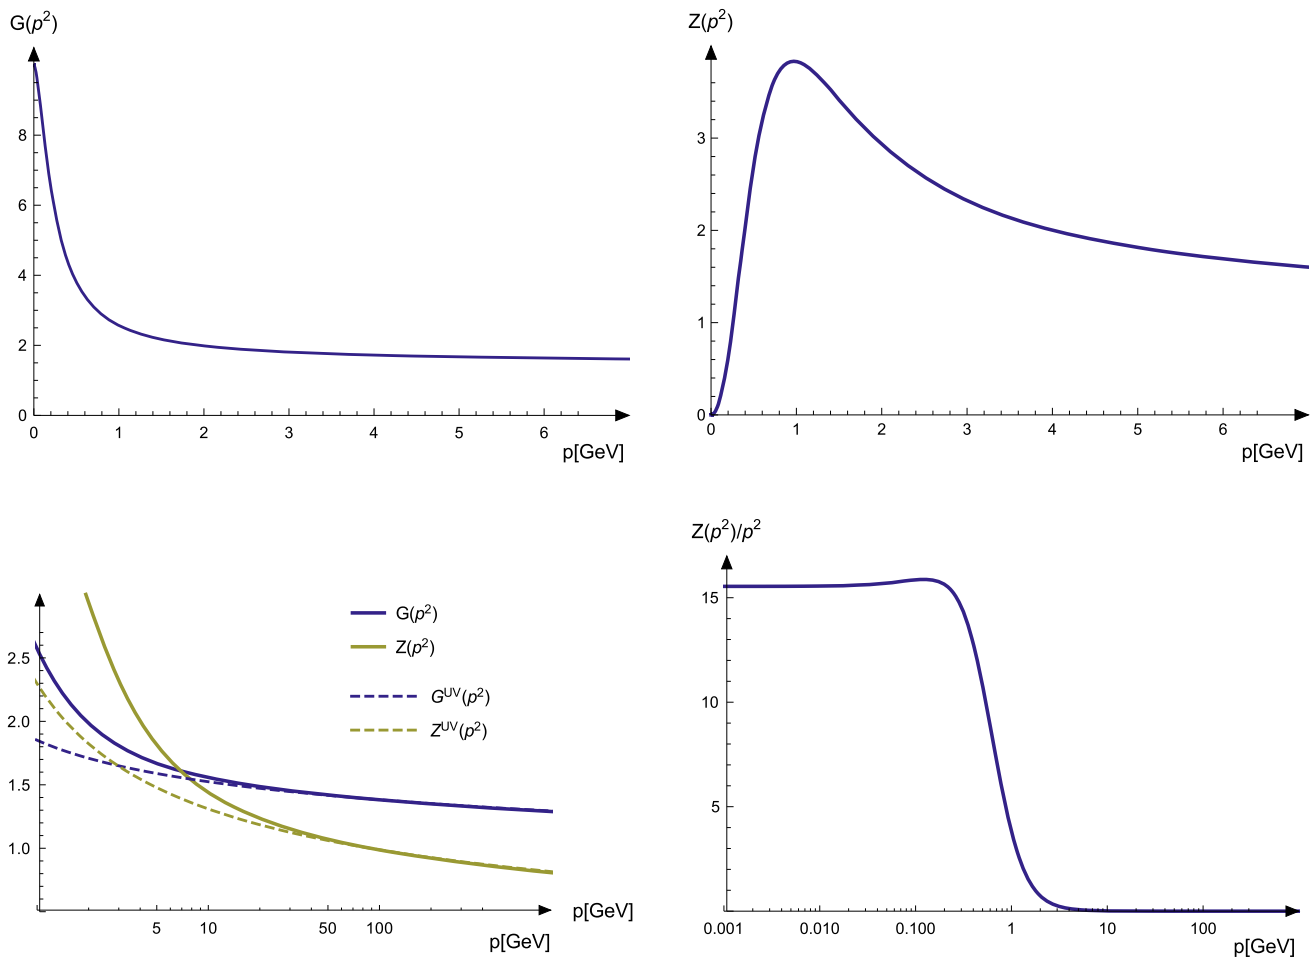 G(p²)
8
6
4
2
0
0 1 2 3 4 5 6
p[GeV]
Z(p²)
3
2
1
0
0 1 2 3 4 5 6
p[GeV]
G(p²)
Z(p²)
G^UV(p²)
Z^UV(p²)
2.5
2.0
1.5
1.0
5 10 50 100
p[GeV]
p[GeV]
Z(p²)/p²
15
10
5
0.001 0.010 0.100 1 10 100
p[GeV]